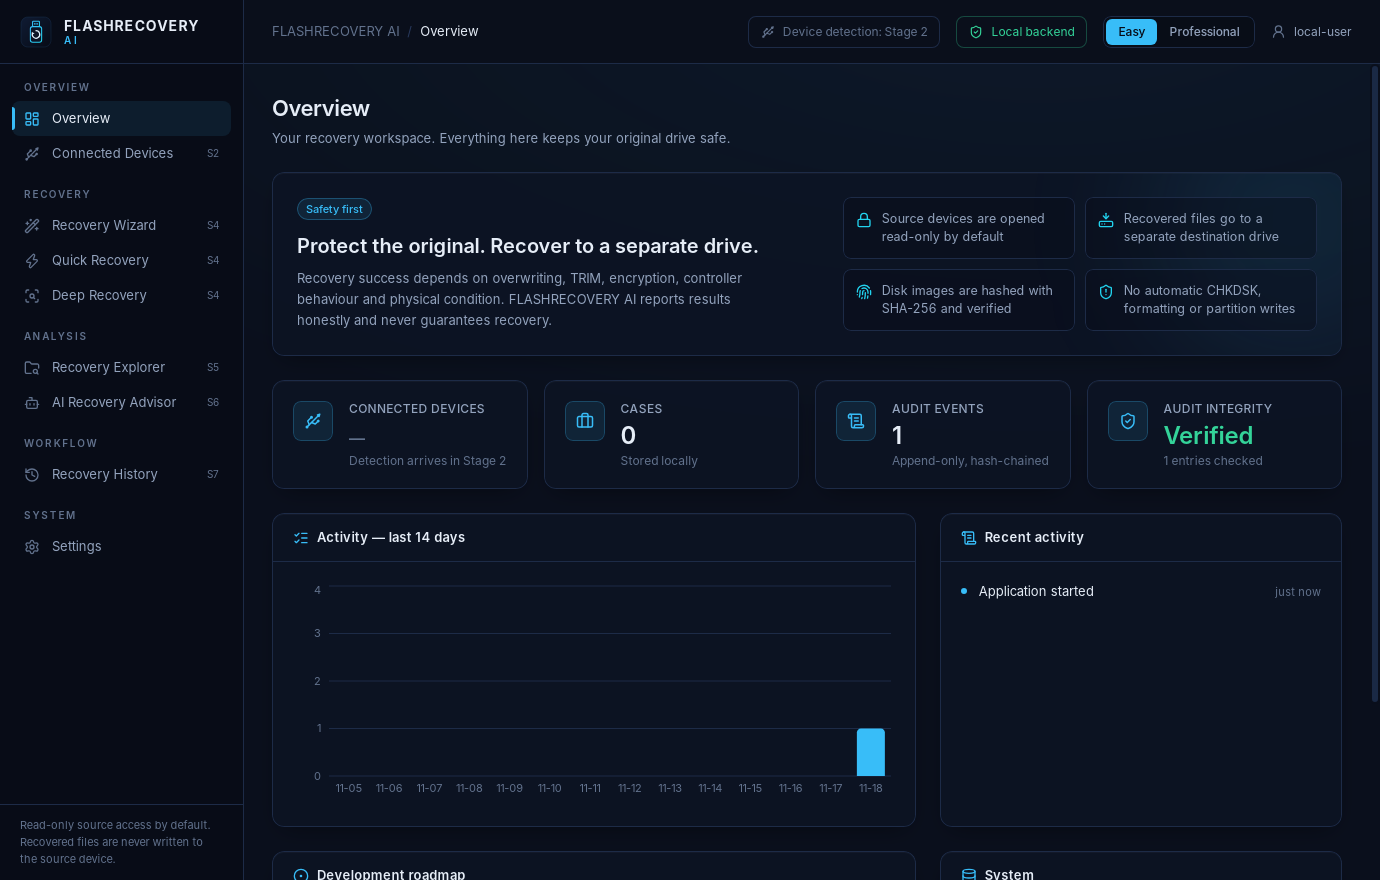 FLASHRECOVERY
AI
OVERVIEW
Overview
Connected Devices S2
RECOVERY
Recovery Wizard S4
Quick Recovery S4
Deep Recovery S4
ANALYSIS
Recovery Explorer S5
AI Recovery Advisor S6
WORKFLOW
Recovery History S7
SYSTEM
Settings
Read-only source access by default.
Recovered files are never written to
the source device.
FLASHRECOVERY AI / Overview
Device detection: Stage 2
Local backend
Easy Professional
local-user
Overview
Your recovery workspace. Everything here keeps your original drive safe.
Safety first
Protect the original. Recover to a separate drive.
Recovery success depends on overwriting, TRIM, encryption, controller
behaviour and physical condition. FLASHRECOVERY AI reports results
honestly and never guarantees recovery.
Source devices are opened
read-only by default
Recovered files go to a
separate destination drive
Disk images are hashed with
SHA-256 and verified
No automatic CHKDSK,
formatting or partition writes
CONNECTED DEVICES
—
Detection arrives in Stage 2
CASES
0
Stored locally
AUDIT EVENTS
1
Append-only, hash-chained
AUDIT INTEGRITY
Verified
1 entries checked
Activity — last 14 days
4
3
2
1
0
11-05 11-06 11-07 11-08 11-09 11-10 11-11 11-12 11-13 11-14 11-15 11-16 11-17 11-18
Recent activity
Application started just now
Development roadmap
System